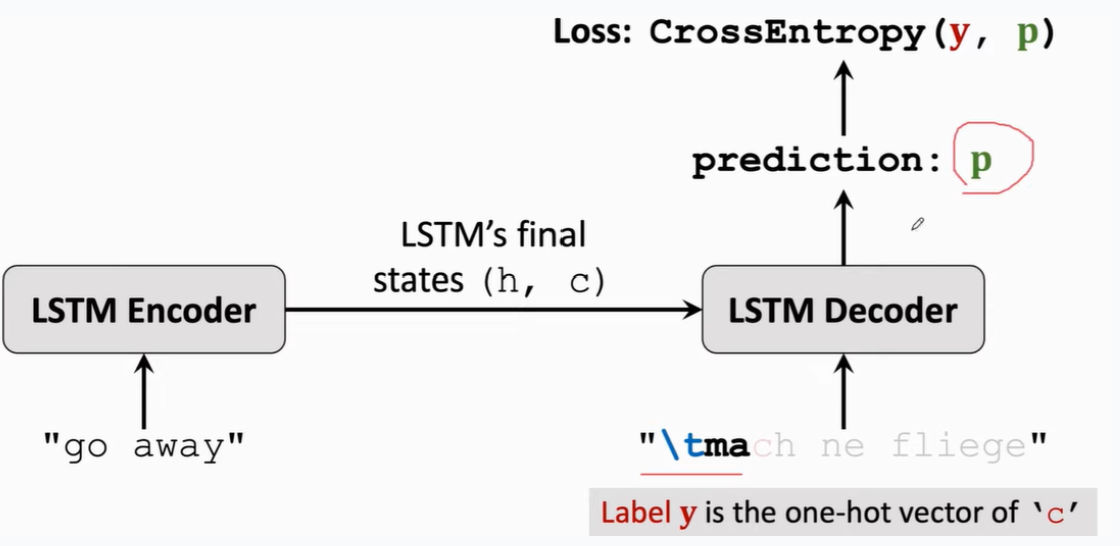 Loss: CrossEntropy(y, p)
prediction: p
LSTM's final
states (h, c)
LSTM Encoder
LSTM Decoder
"go away"
"\tmach ne fliege"
Label y is the one-hot vector of 'c'